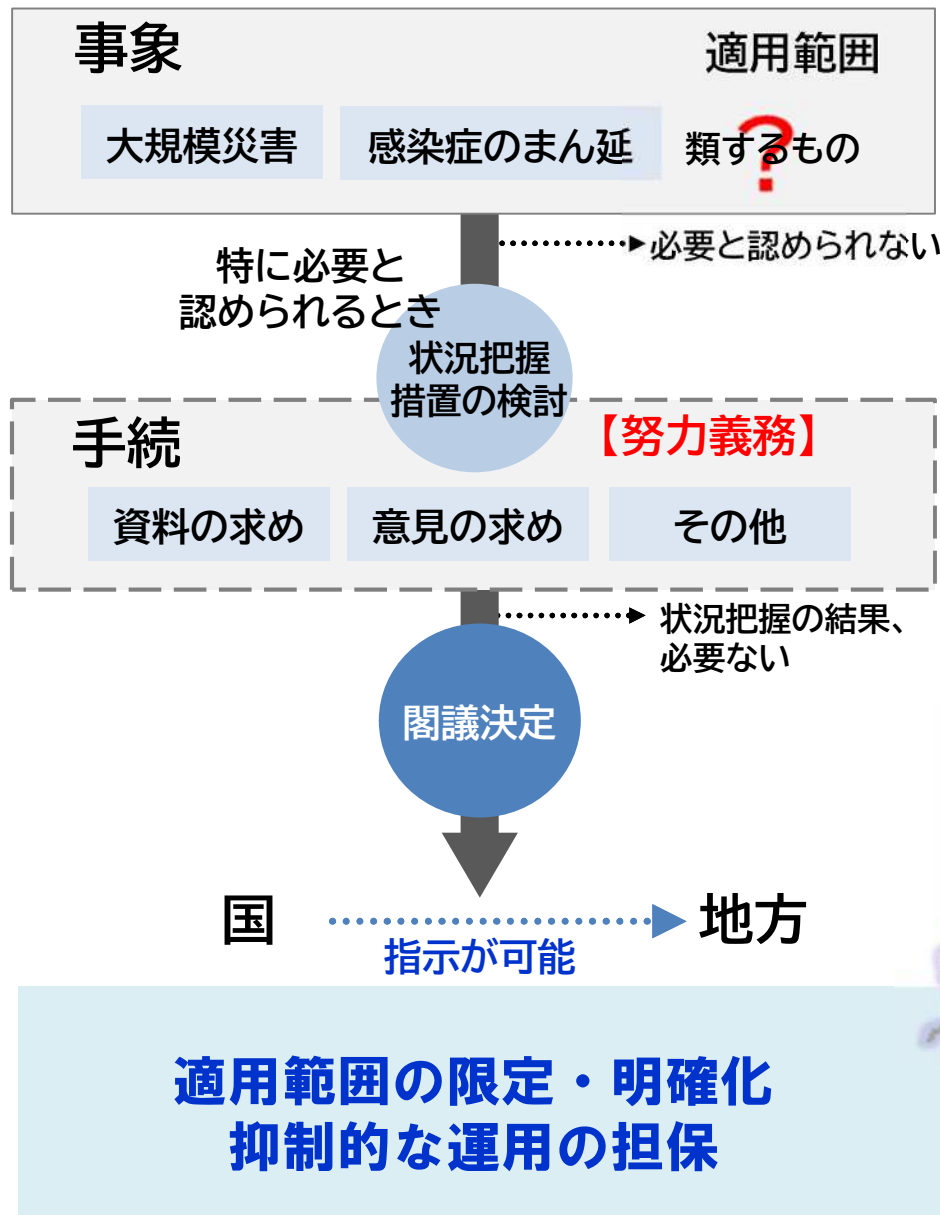 事象
適用範囲
大規模災害
感染症のまん延
類するもの
?
必要と認められない
特に必要と
認められるとき
状況把握
措置の検討
手続
【努力義務】
資料の求め
意見の求め
その他
状況把握の結果、
必要ない
閣議決定
国
地方
指示が可能
適用範囲の限定・明確化
抑制的な運用の担保